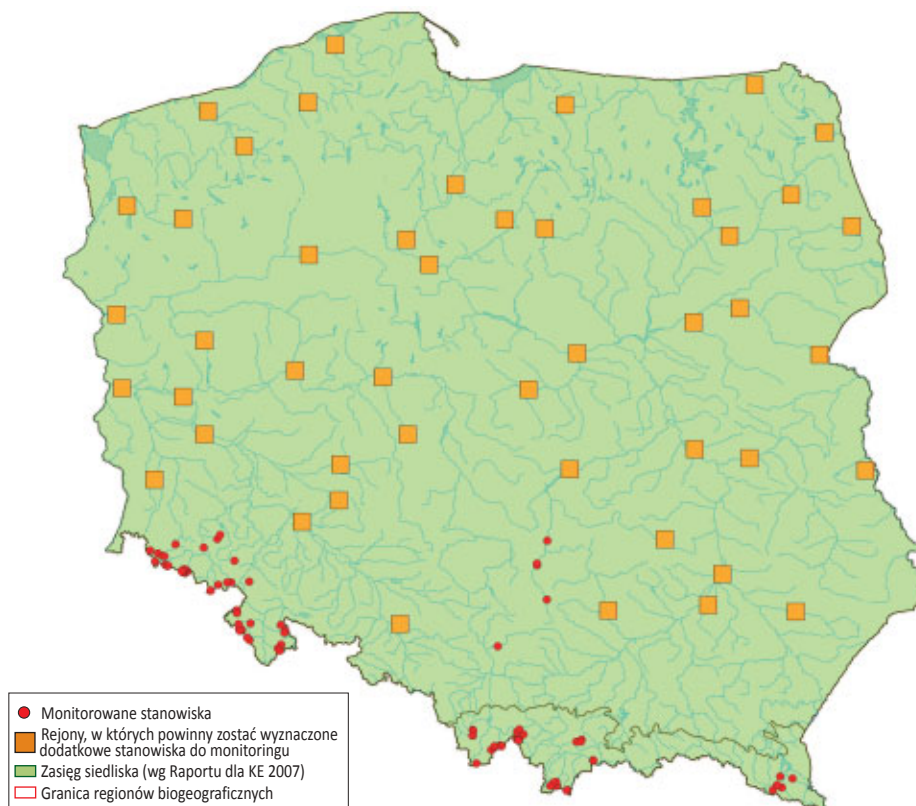 Monitorowane stanowiska
Rejony, w których powinny zostać wyznaczone
dodatkowe stanowiska do monitoringu
Zasięg siedliska (wg Raportu dla KE 2007)
Granica regionów biogeograficznych